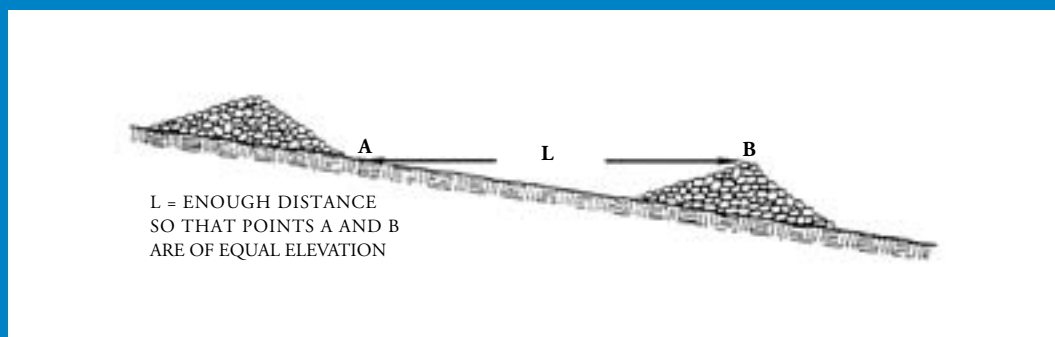 A
L
B
L = ENOUGH DISTANCE
SO THAT POINTS A AND B
ARE OF EQUAL ELEVATION